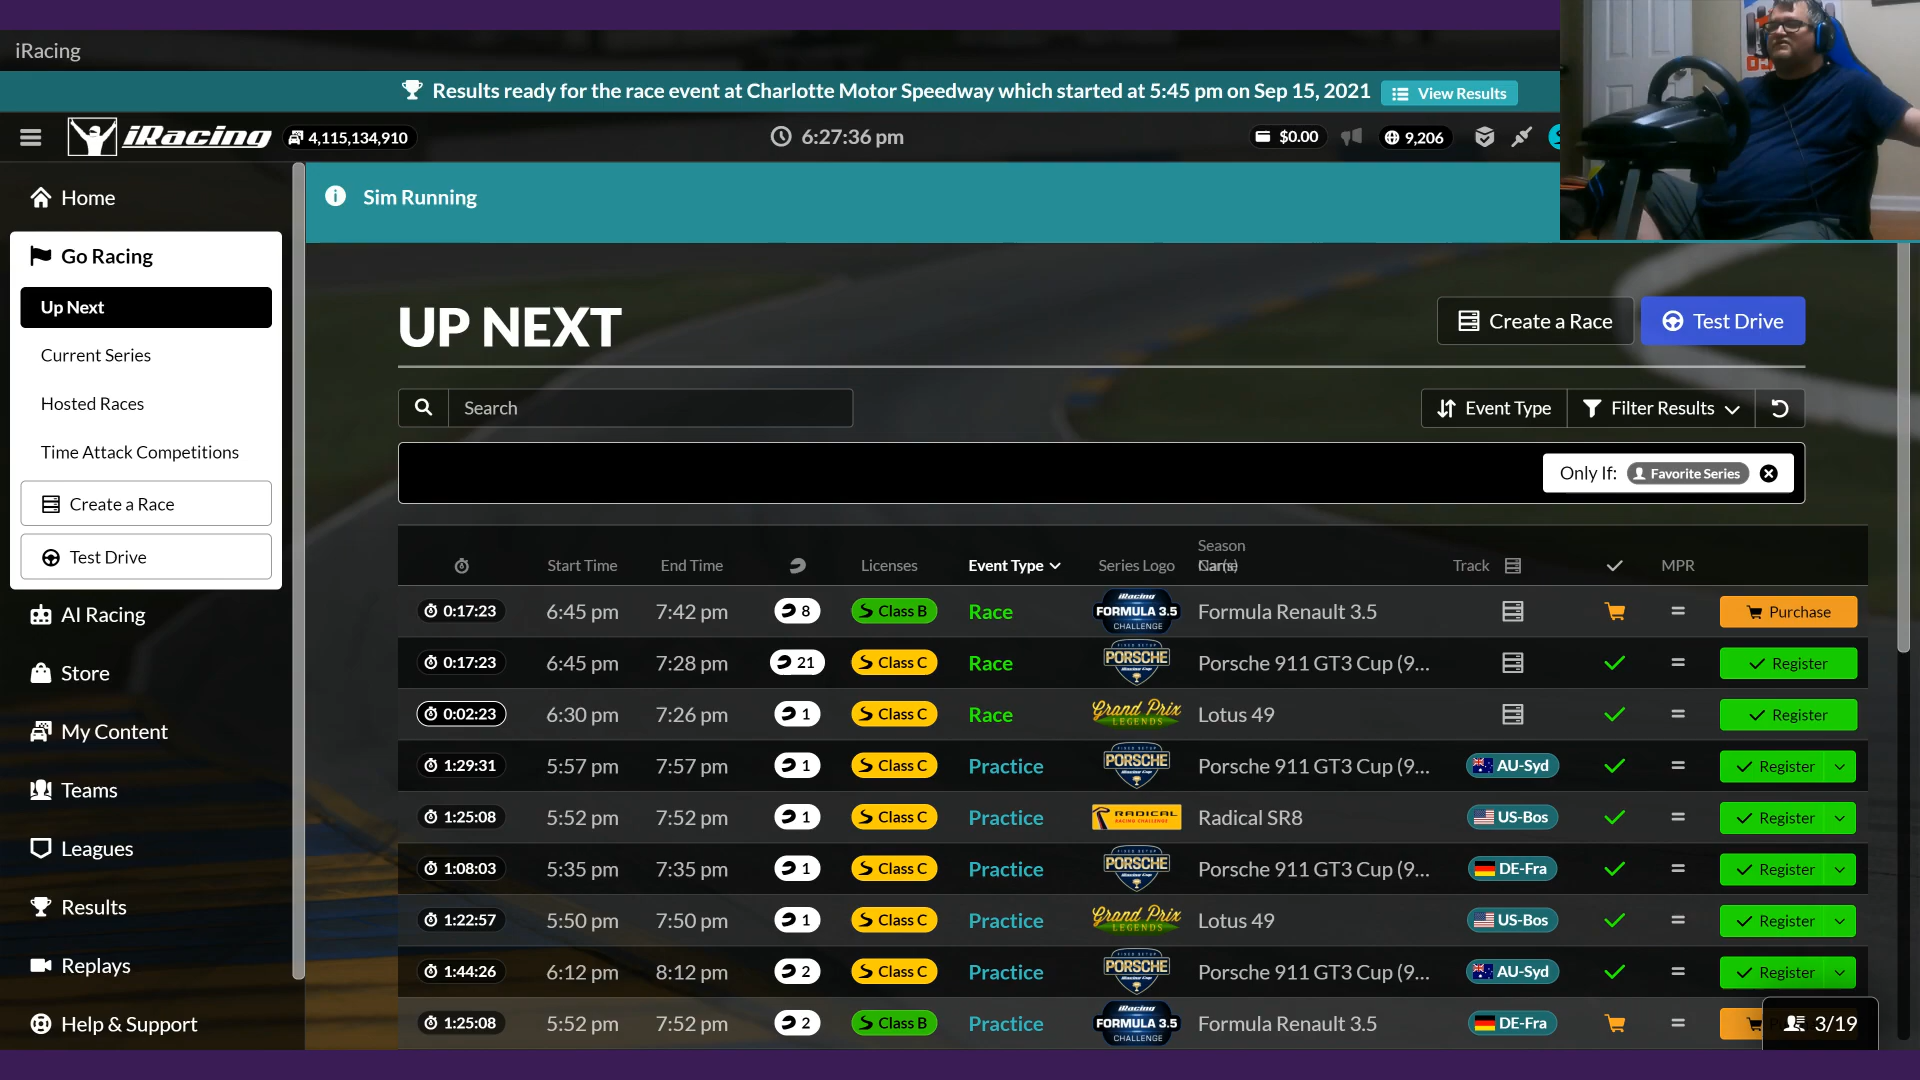 iRacing
Results ready for the race event at Charlotte Motor Speedway which started at 5:45 pm on Sep 15, 2021 View Results
iRacing 4,115,134,910 6:27:36 pm $0.00 9,206
Sim Running
Home
Go Racing
Up Next
Current Series
Hosted Races
Time Attack Competitions
Create a Race
Test Drive
AI Racing
Store
My Content
Teams
Leagues
Results
Replays
Help & Support
UP NEXT
Create a Race Test Drive
Search
Event Type Filter Results
Only If: Favorite Series
Season
Start Time End Time Licenses Event Type Series Logo Car(s) Track MPR
0:17:23 6:45 pm 7:42 pm 8 Class B Race iRacing FORMULA 3.5 CHALLENGE Formula Renault 3.5 = Purchase
0:17:23 6:45 pm 7:28 pm 21 Class C Race PORSCHE Porsche 911 GT3 Cup (9... = Register
0:02:23 6:30 pm 7:26 pm 1 Class C Race Grand Prix LEGENDS Lotus 49 = Register
1:29:31 5:57 pm 7:57 pm 1 Class C Practice PORSCHE Porsche 911 GT3 Cup (9... AU-Syd = Register
1:25:08 5:52 pm 7:52 pm 1 Class C Practice RADICAL RACING CHALLENGE Radical SR8 US-Bos = Register
1:08:03 5:35 pm 7:35 pm 1 Class C Practice PORSCHE Porsche 911 GT3 Cup (9... DE-Fra = Register
1:22:57 5:50 pm 7:50 pm 1 Class C Practice Grand Prix LEGENDS Lotus 49 US-Bos = Register
1:44:26 6:12 pm 8:12 pm 2 Class C Practice PORSCHE Porsche 911 GT3 Cup (9... AU-Syd = Register
1:25:08 5:52 pm 7:52 pm 2 Class B Practice iRacing FORMULA 3.5 CHALLENGE Formula Renault 3.5 DE-Fra =
3/19